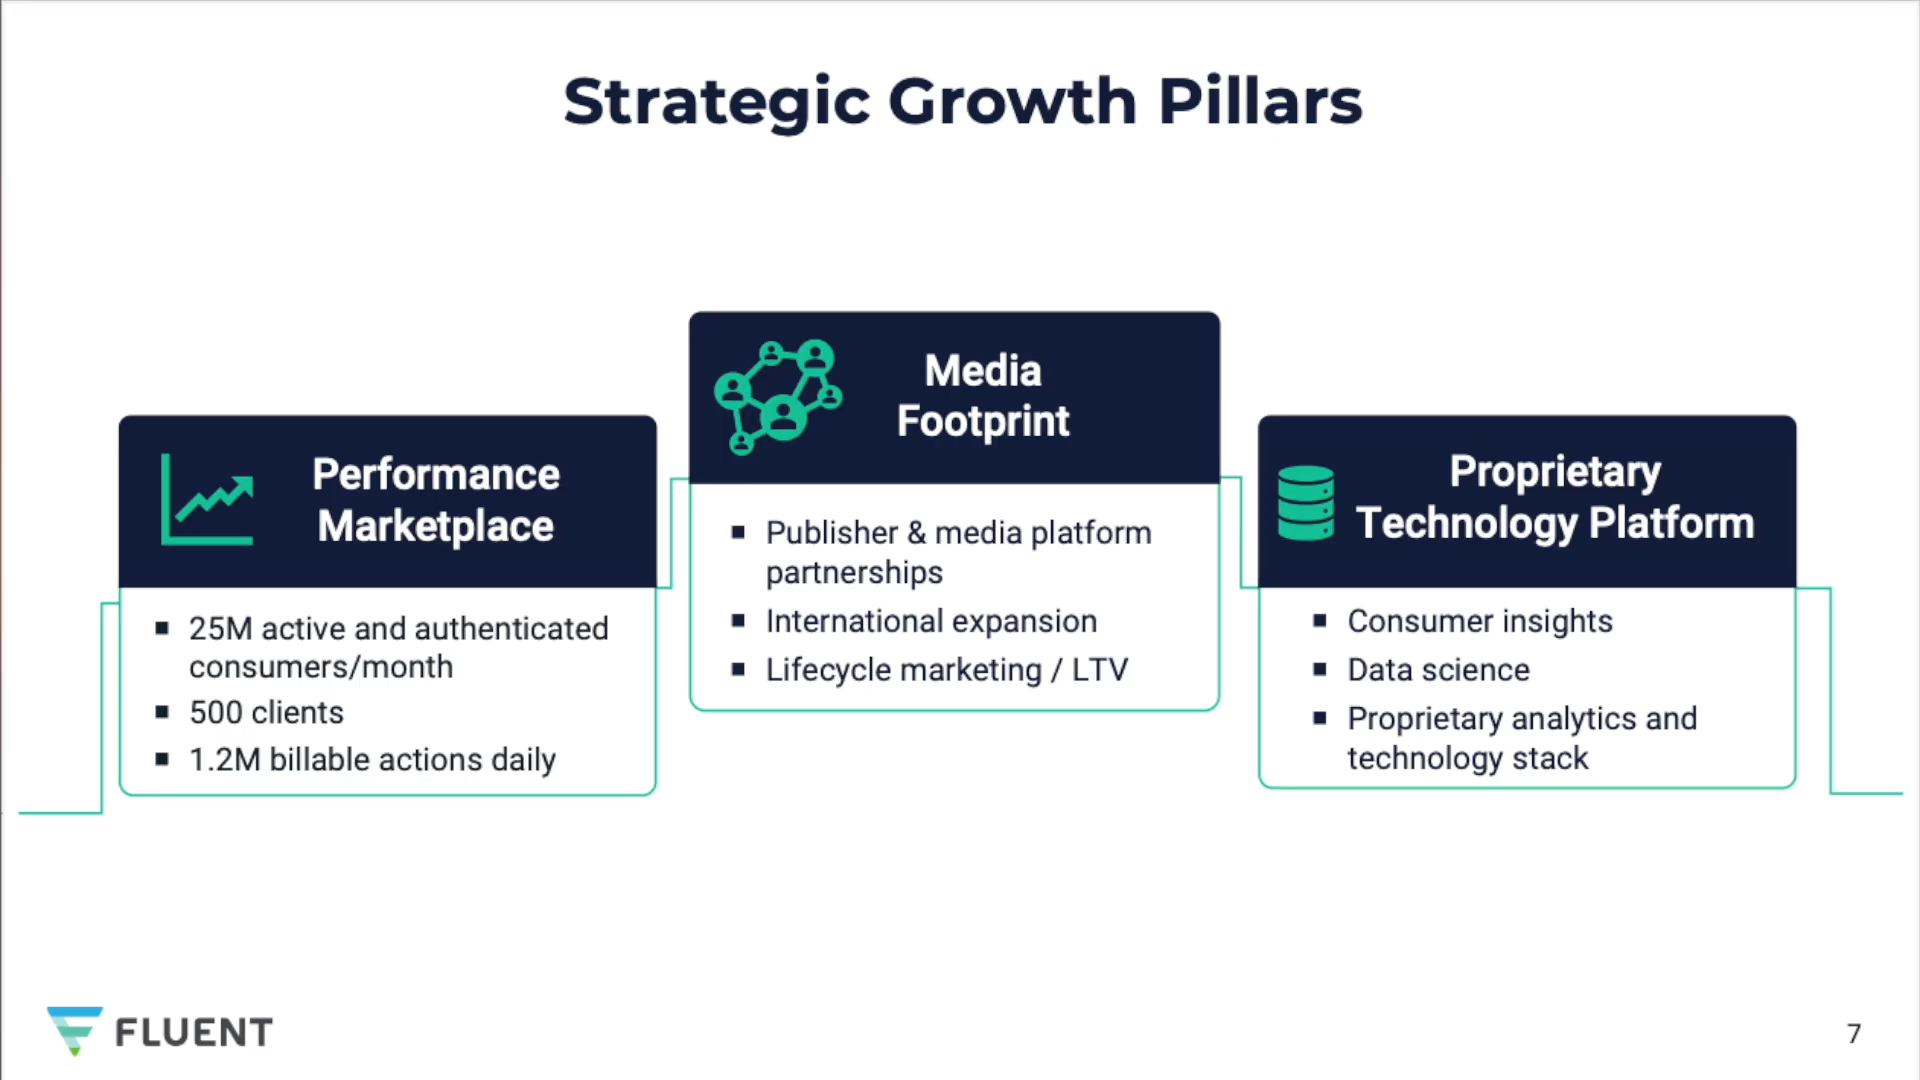 Strategic Growth Pillars
Performance
Marketplace
▪ 25M active and authenticated
consumers/month
▪ 500 clients
▪ 1.2M billable actions daily
Media
Footprint
▪ Publisher & media platform
partnerships
▪ International expansion
▪ Lifecycle marketing / LTV
Proprietary
Technology Platform
▪ Consumer insights
▪ Data science
▪ Proprietary analytics and
technology stack
FLUENT
7